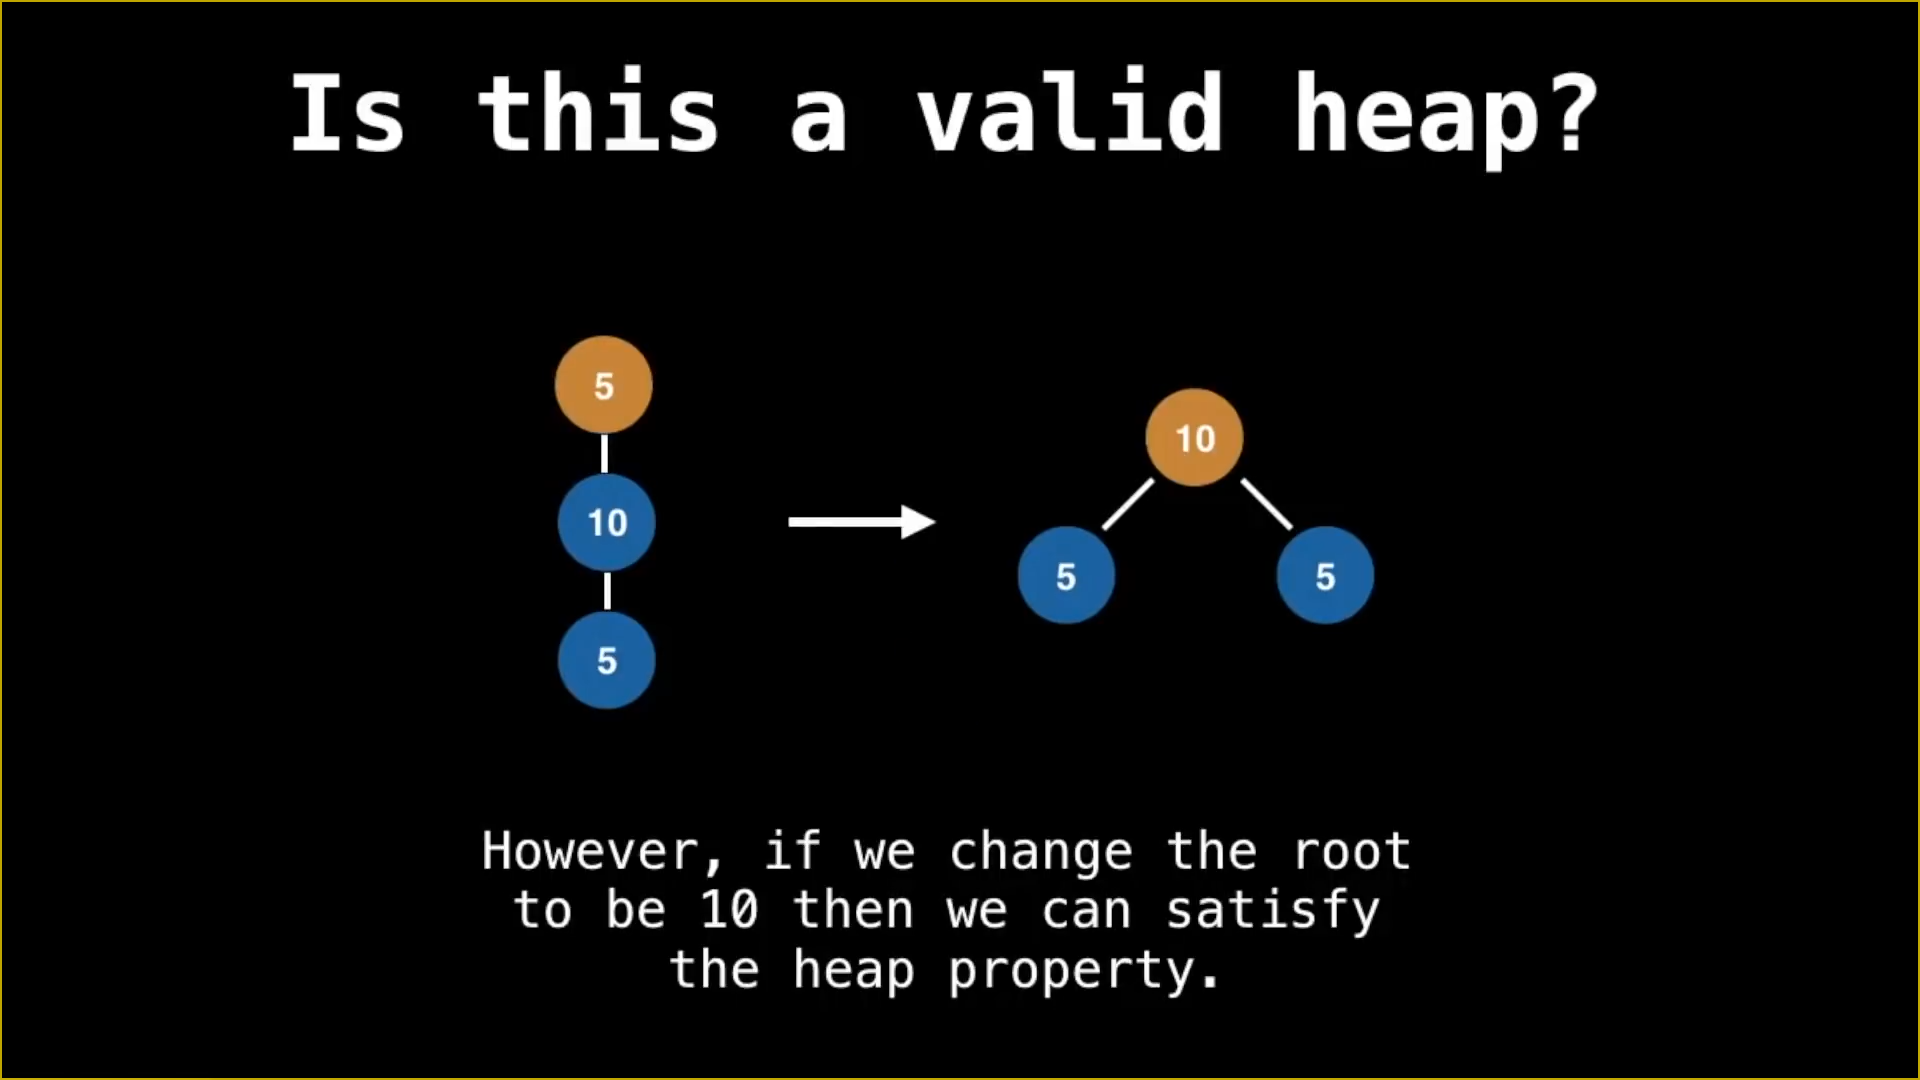 Is this a valid heap?
5
10
5
10
5
5
However, if we change the root
to be 10 then we can satisfy
the heap property.